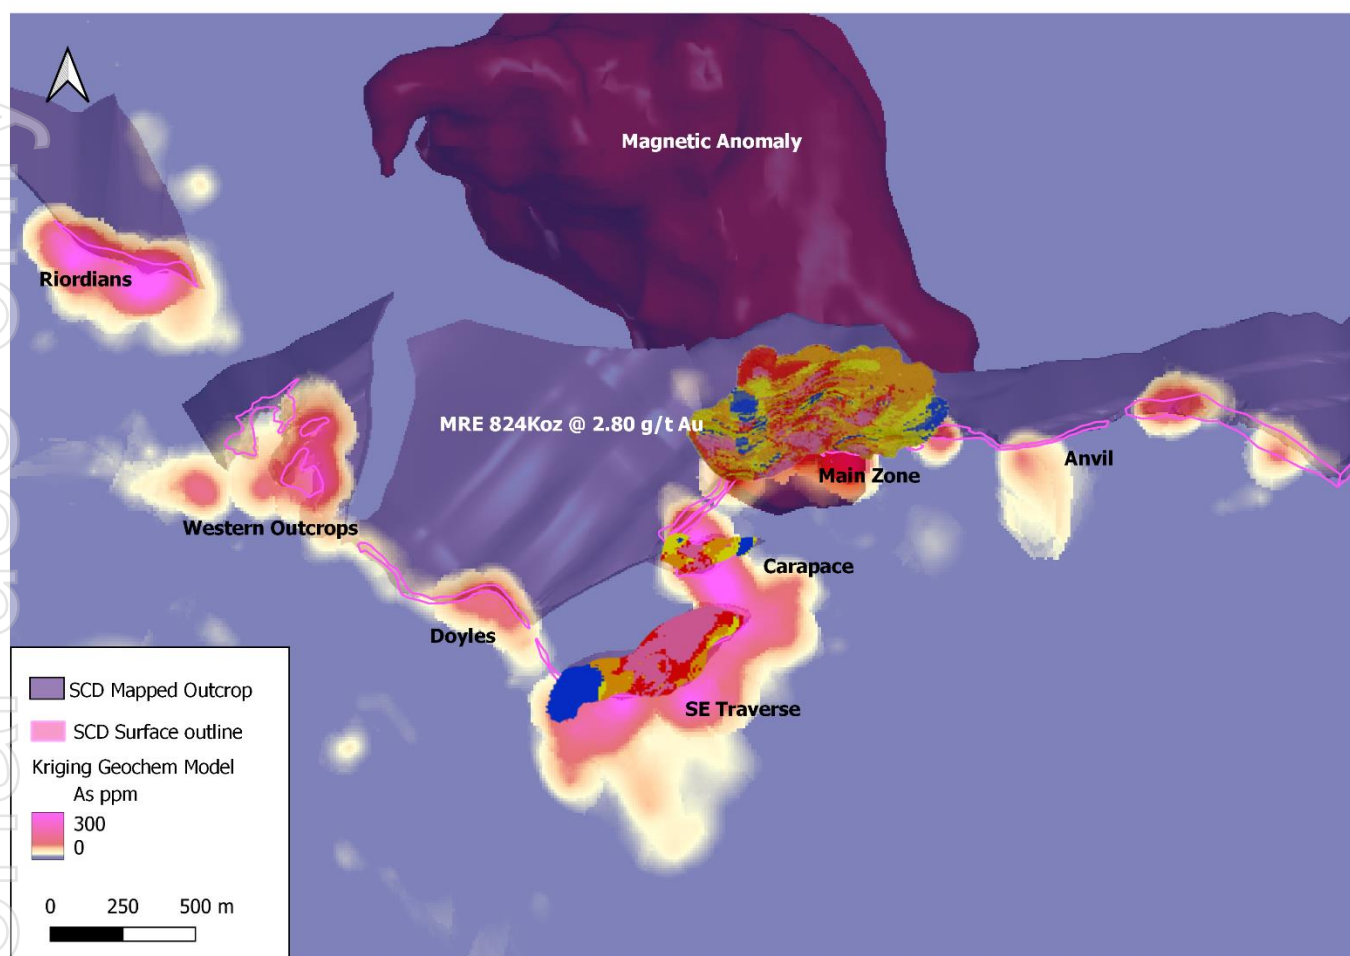 Magnetic Anomaly
Riordians
MRE 824Koz @ 2.80 g/t Au
Main Zone
Anvil
Western Outcrops
Carapace
Doyles
SE Traverse
SCD Mapped Outcrop
SCD Surface outline
Kriging Geochem Model
As ppm
300
0
0 250 500 m